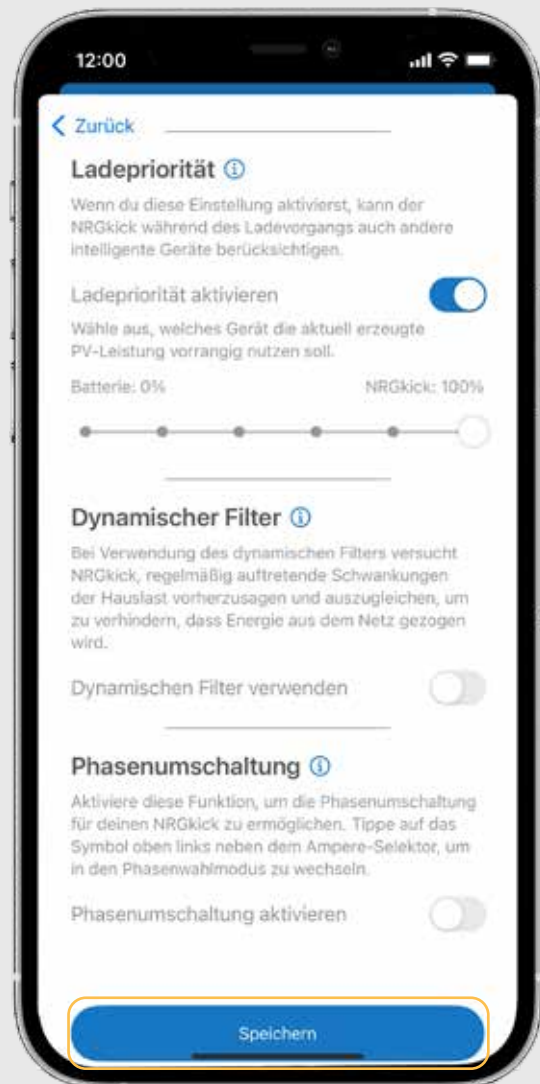 12:00
Zurück
Ladepriorität
Wenn du diese Einstellung aktivierst, kann der
NRGkick während des Ladevorgangs auch andere
intelligente Geräte berücksichtigen.
Ladepriorität aktivieren
Wähle aus, welches Gerät die aktuell erzeugte
PV-Leistung vorrangig nutzen soll.
Batterie: 0% NRGkick: 100%
Dynamischer Filter
Bei Verwendung des dynamischen Filters versucht
NRGkick, regelmäßig auftretende Schwankungen
der Hauslast vorherzusagen und auszugleichen, um
zu verhindern, dass Energie aus dem Netz gezogen
wird.
Dynamischen Filter verwenden
Phasenumschaltung
Aktiviere diese Funktion, um die Phasenumschaltung
für deinen NRGkick zu ermöglichen. Tippe auf das
Symbol oben links neben dem Ampere-Selektor, um
in den Phasenwahlmodus zu wechseln.
Phasenumschaltung aktivieren
Speichern